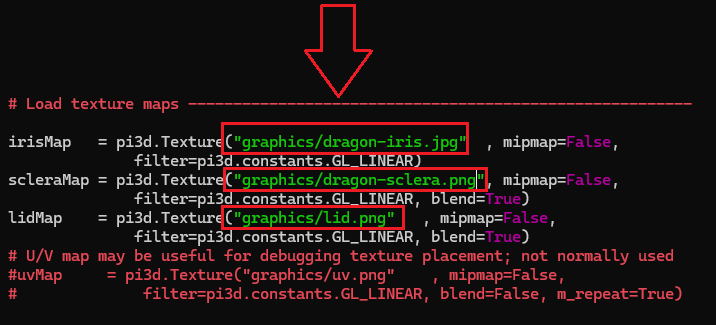 # Load texture maps --------------------------------------------------------
irisMap   = pi3d.Texture("graphics/dragon-iris.jpg"  , mipmap=False,
              filter=pi3d.constants.GL_LINEAR)
scleraMap = pi3d.Texture("graphics/dragon-sclera.png", mipmap=False,
              filter=pi3d.constants.GL_LINEAR, blend=True)
lidMap    = pi3d.Texture("graphics/lid.png"   , mipmap=False,
              filter=pi3d.constants.GL_LINEAR, blend=True)
# U/V map may be useful for debugging texture placement; not normally used
#uvMap     = pi3d.Texture("graphics/uv.png"    , mipmap=False,
#              filter=pi3d.constants.GL_LINEAR, blend=False, m_repeat=True)